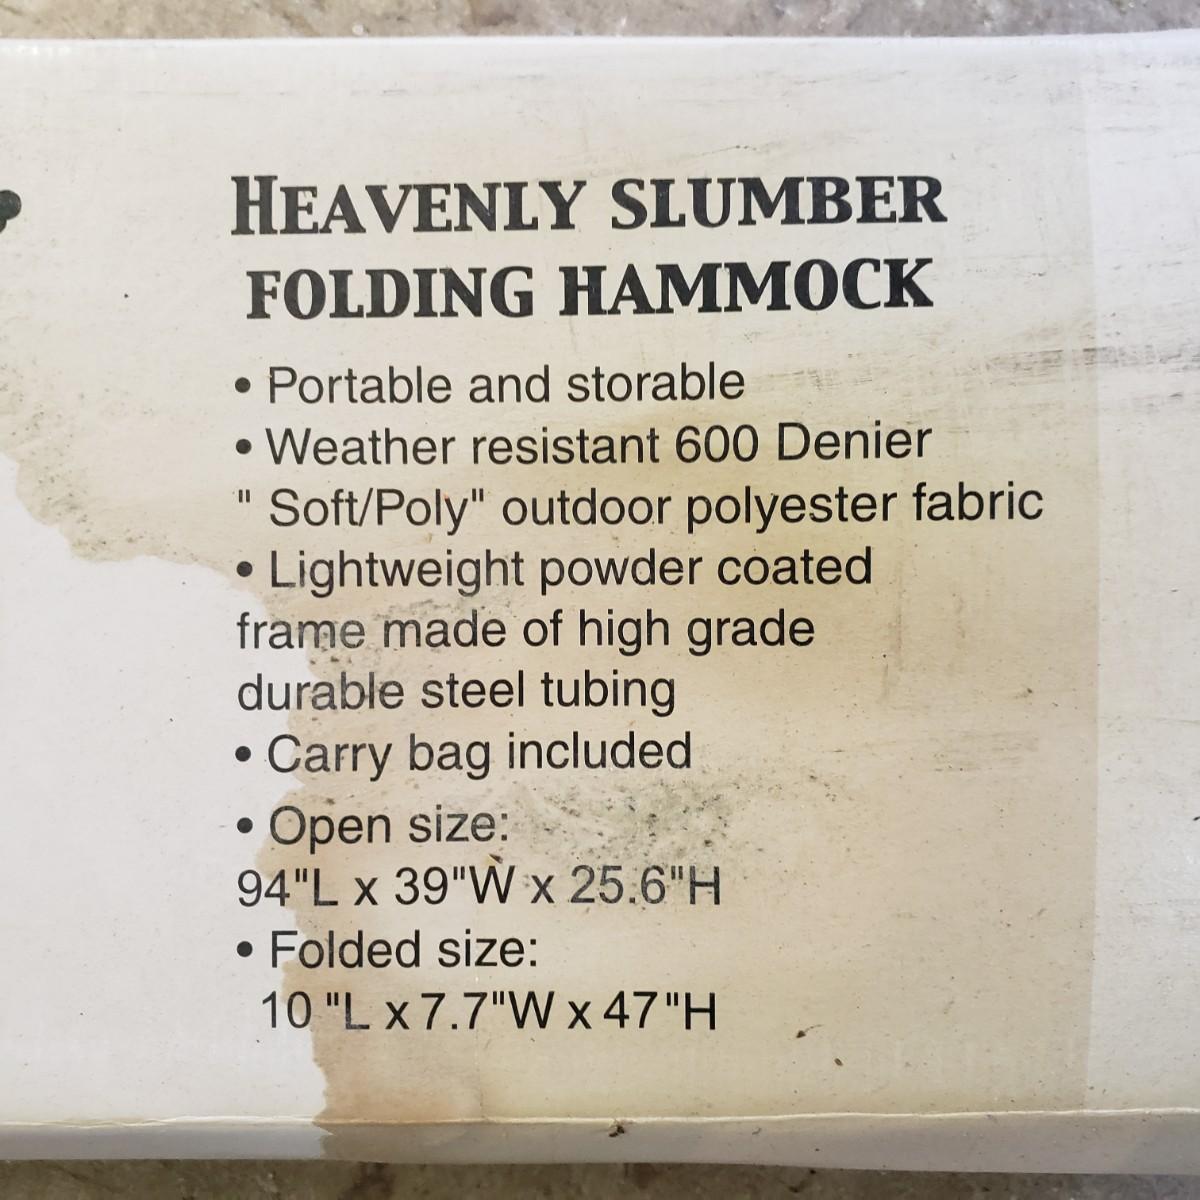 HEAVENLY SLUMBER
FOLDING HAMMOCK
• Portable and storable
• Weather resistant 600 Denier
" Soft/Poly" outdoor polyester fabric
• Lightweight powder coated
frame made of high grade
durable steel tubing
• Carry bag included
• Open size:
94"L x 39"W x 25.6"H
• Folded size:
10 "L x 7.7"W x 47"H